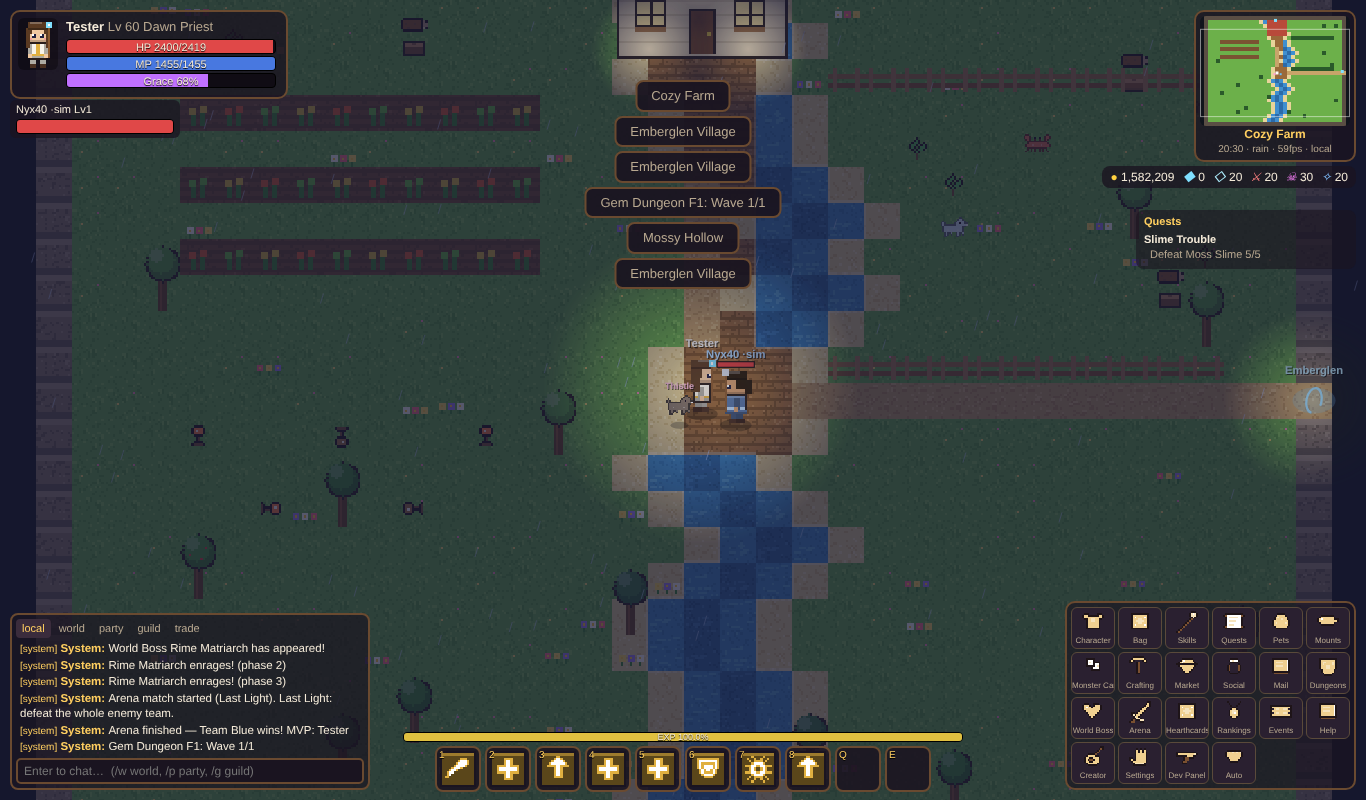 Tester Lv 60 Dawn Priest
HP 2400/2419
MP 1455/1455
Grace 68%
Nyx40 ·sim Lv1
Cozy Farm
Emberglen Village
Emberglen Village
Gem Dungeon F1: Wave 1/1
Mossy Hollow
Emberglen Village
Cozy Farm
20:30 · rain · 59fps · local
1,582,209 0 20 20 30 20
Quests
Slime Trouble
Defeat Moss Slime 5/5
Tester
Nyx40 ·sim
Thistle
Emberglen
local world party guild trade
[system] System: World Boss Rime Matriarch has appeared!
[system] System: Rime Matriarch enrages! (phase 2)
[system] System: Rime Matriarch enrages! (phase 3)
[system] System: Arena match started (Last Light). Last Light:
defeat the whole enemy team.
[system] System: Arena finished — Team Blue wins! MVP: Tester
[system] System: Gem Dungeon F1: Wave 1/1
Enter to chat… (/w world, /p party, /g guild)
EXP 100.0%
1 2 3 4 5 6 7 8 Q E
Character Bag Skills Quests Pets Mounts
Monster Ca Crafting Market Social Mail Dungeons
World Boss Arena Hearthcards Rankings Events Help
Creator Settings Dev Panel Auto